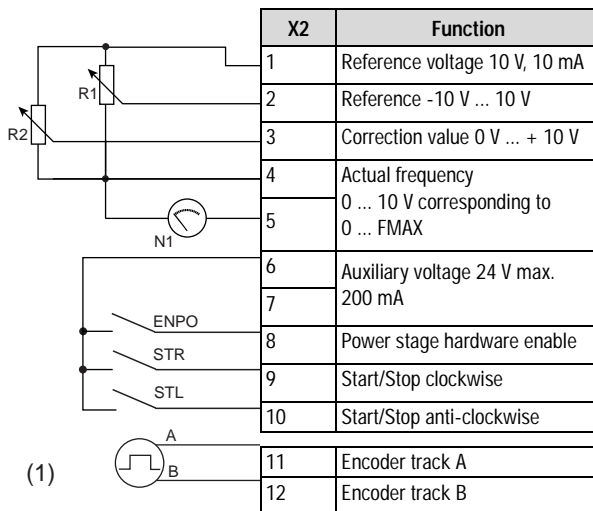 X2 Function
1 Reference voltage 10 V, 10 mA
R1
2 Reference -10 V ... 10 V
R2
3 Correction value 0 V ... + 10 V
4 Actual frequency
0 ... 10 V corresponding to
5 0 ... FMAX
N1
6 Auxiliary voltage 24 V max.
7 200 mA
ENPO
8 Power stage hardware enable
STR
9 Start/Stop clockwise
STL
10 Start/Stop anti-clockwise
A
11 Encoder track A
(1)
B
12 Encoder track B